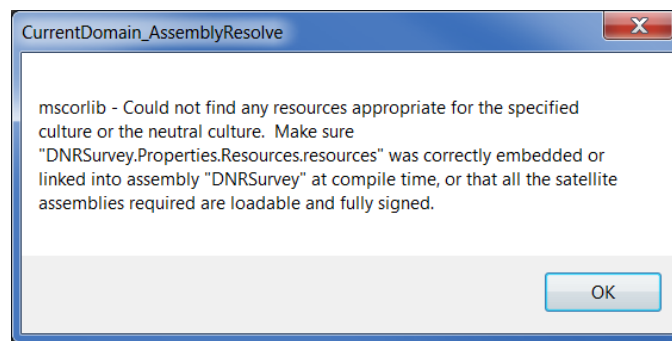 CurrentDomain_AssemblyResolve
X
mscorlib - Could not find any resources appropriate for the specified
culture or the neutral culture.  Make sure
"DNRSurvey.Properties.Resources.resources" was correctly embedded or
linked into assembly "DNRSurvey" at compile time, or that all the satellite
assemblies required are loadable and fully signed.
OK